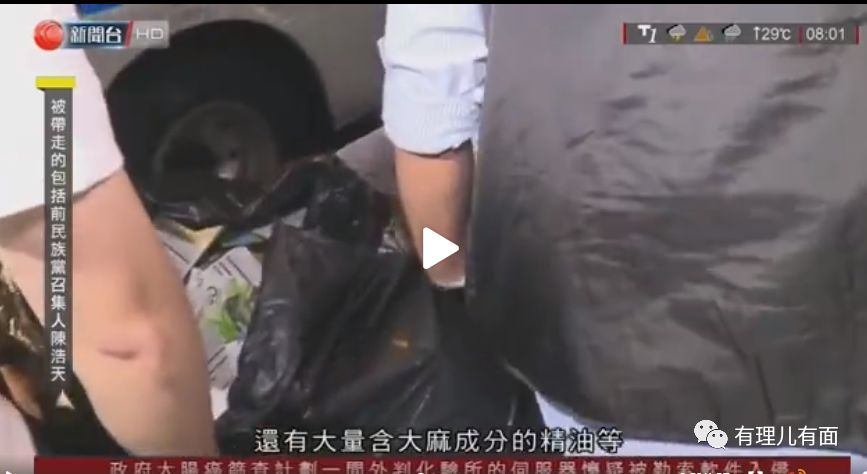 新聞台 HD
T1 ↑29℃ 08:01
被帶走的包括前民族黨召集人陳浩天
還有大量含大麻成分的精油等
有理儿有面
政府大腸癌篩查計劃一間外判化驗所的伺服器懷疑被勒索軟件入